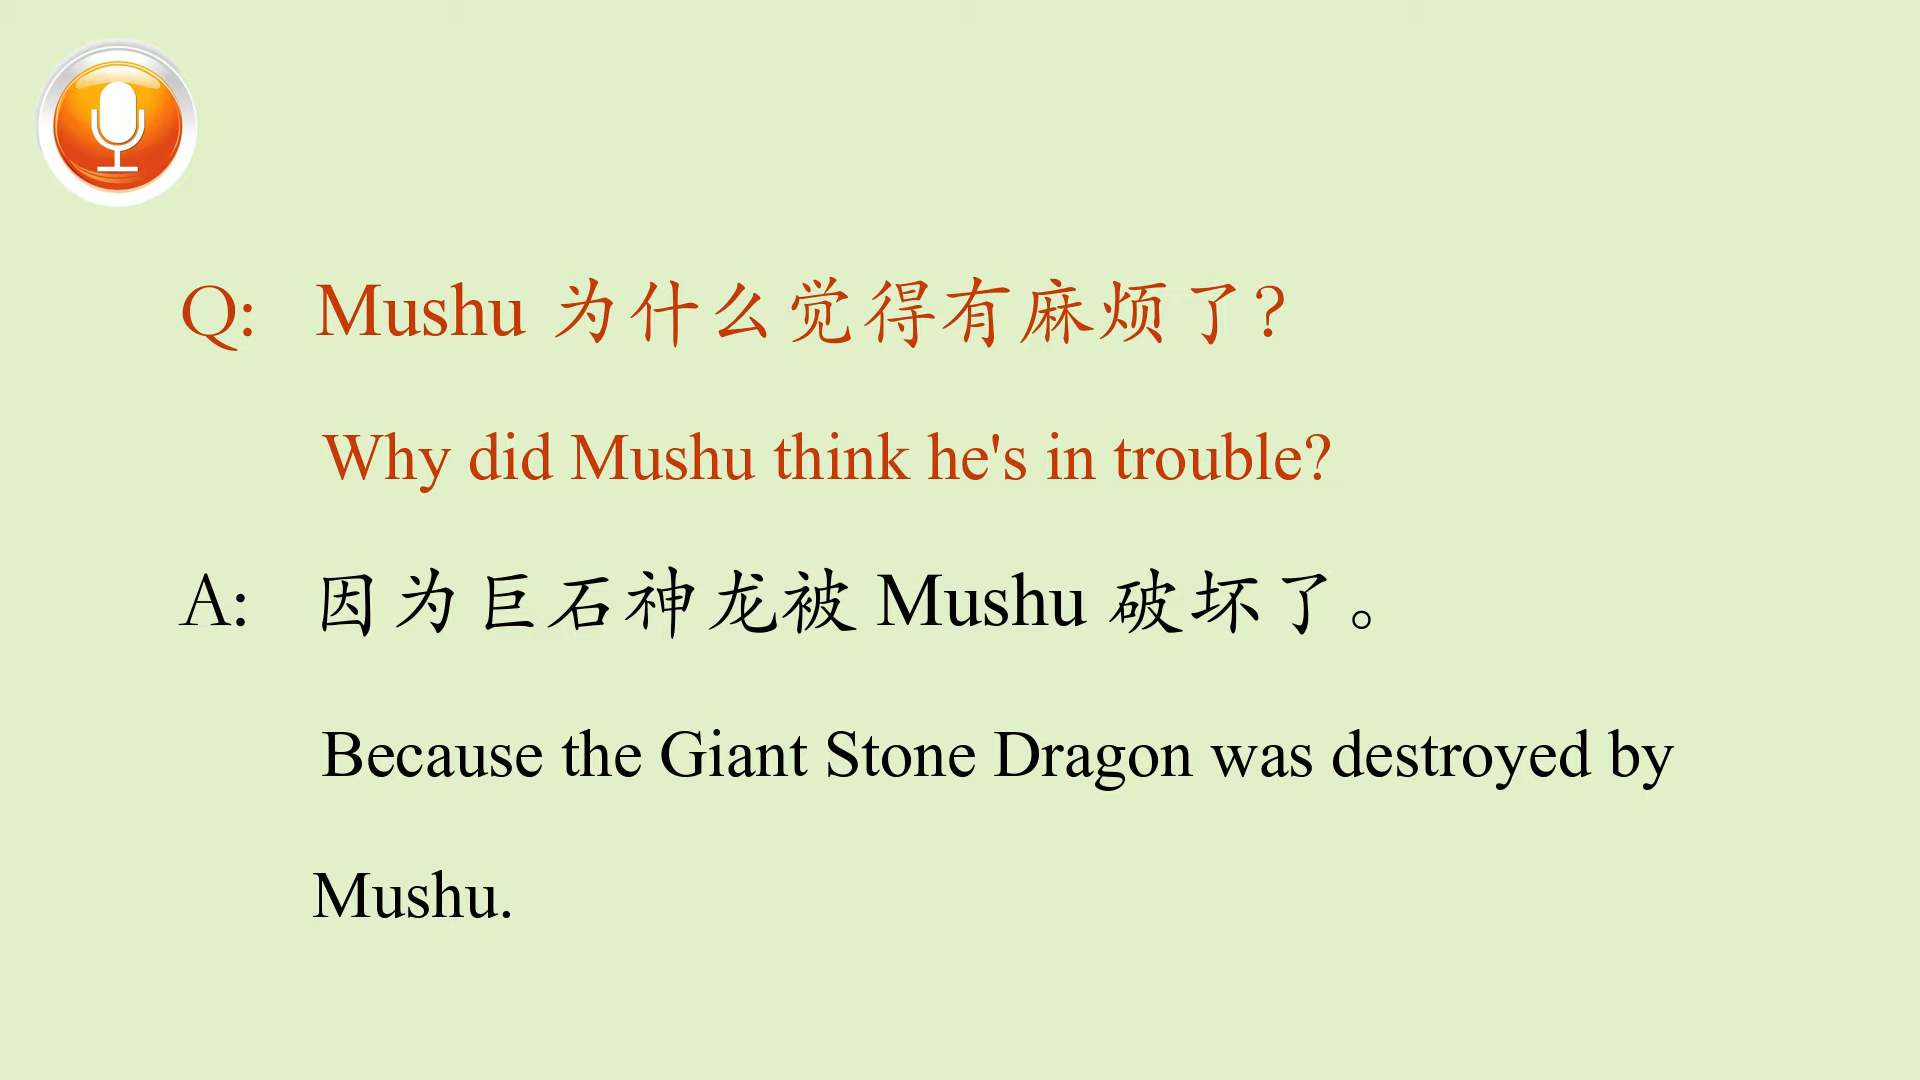 Q: Mushu 为什么觉得有麻烦了?
Why did Mushu think he's in trouble?
A: 因为巨石神龙被 Mushu 破坏了。
Because the Giant Stone Dragon was destroyed by
Mushu.